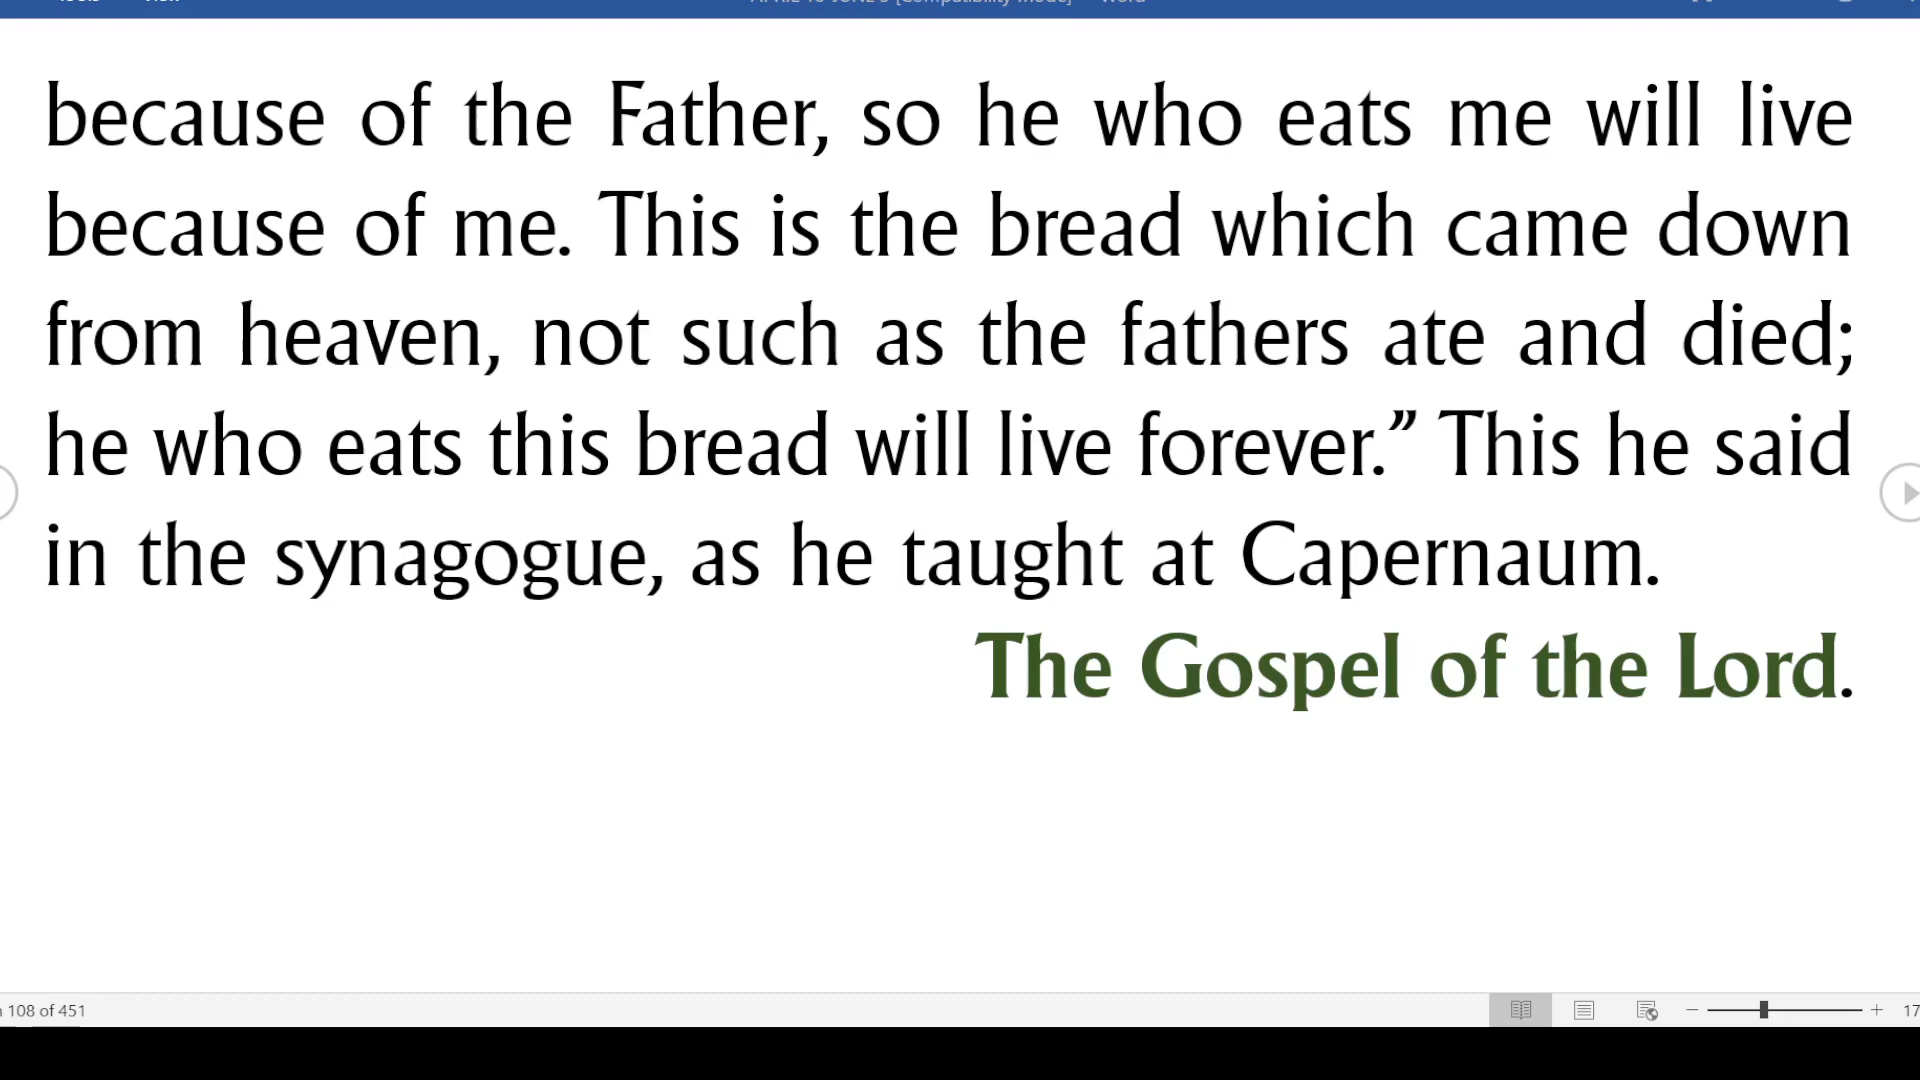 because of the Father, so he who eats me will live
because of me. This is the bread which came down
from heaven, not such as the fathers ate and died;
he who eats this bread will live forever.” This he said
in the synagogue, as he taught at Capernaum.
The Gospel of the Lord.
108 of 451
17